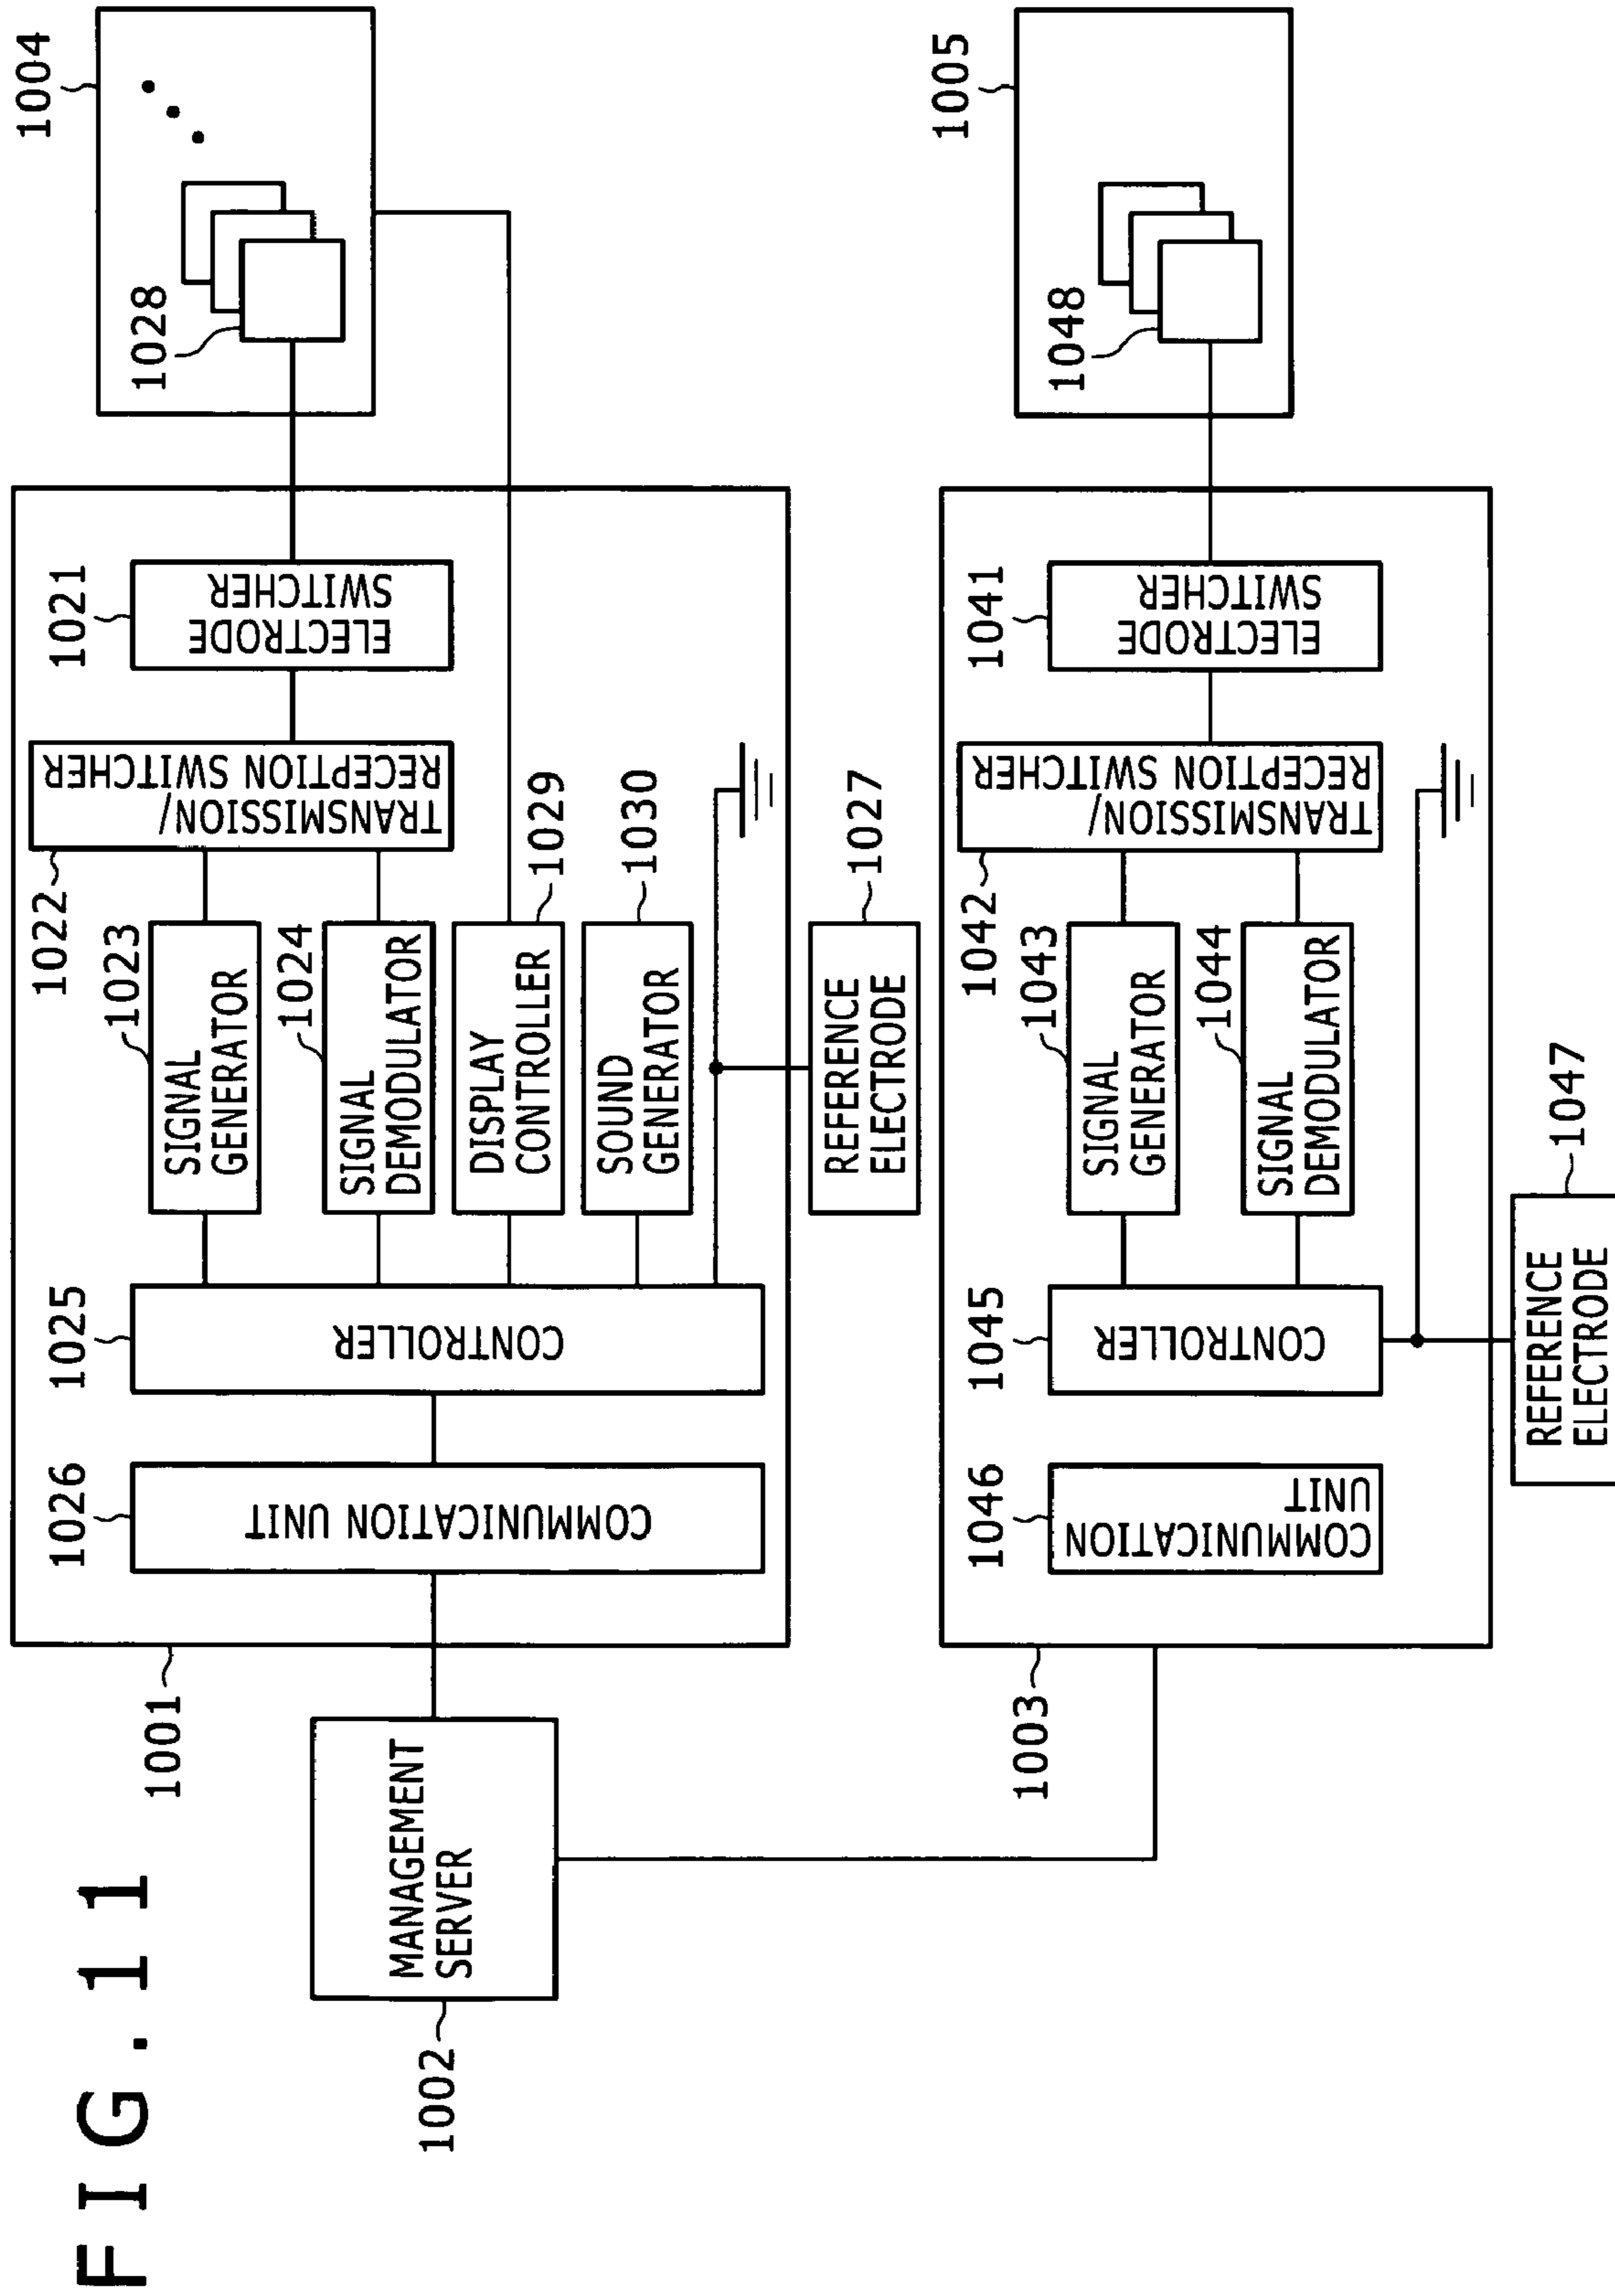 FIG. 11
1001
1026
COMMUNICATION UNIT
1025
CONTROLLER
1023
SIGNAL
GENERATOR
1024
SIGNAL
DEMODULATOR
DISPLAY
CONTROLLER
1029
SOUND
GENERATOR
1030
1022
TRANSMISSION/
RECEPTION SWITCHER
1021
ELECTRODE
SWITCHER
1004
1028
1002
MANAGEMENT
SERVER
REFERENCE
ELECTRODE
1027
1003
1046
COMMUNICATION
UNIT
1045
CONTROLLER
1043
SIGNAL
GENERATOR
1044
SIGNAL
DEMODULATOR
1042
TRANSMISSION/
RECEPTION SWITCHER
1041
ELECTRODE
SWITCHER
1005
1048
REFERENCE
ELECTRODE
1047